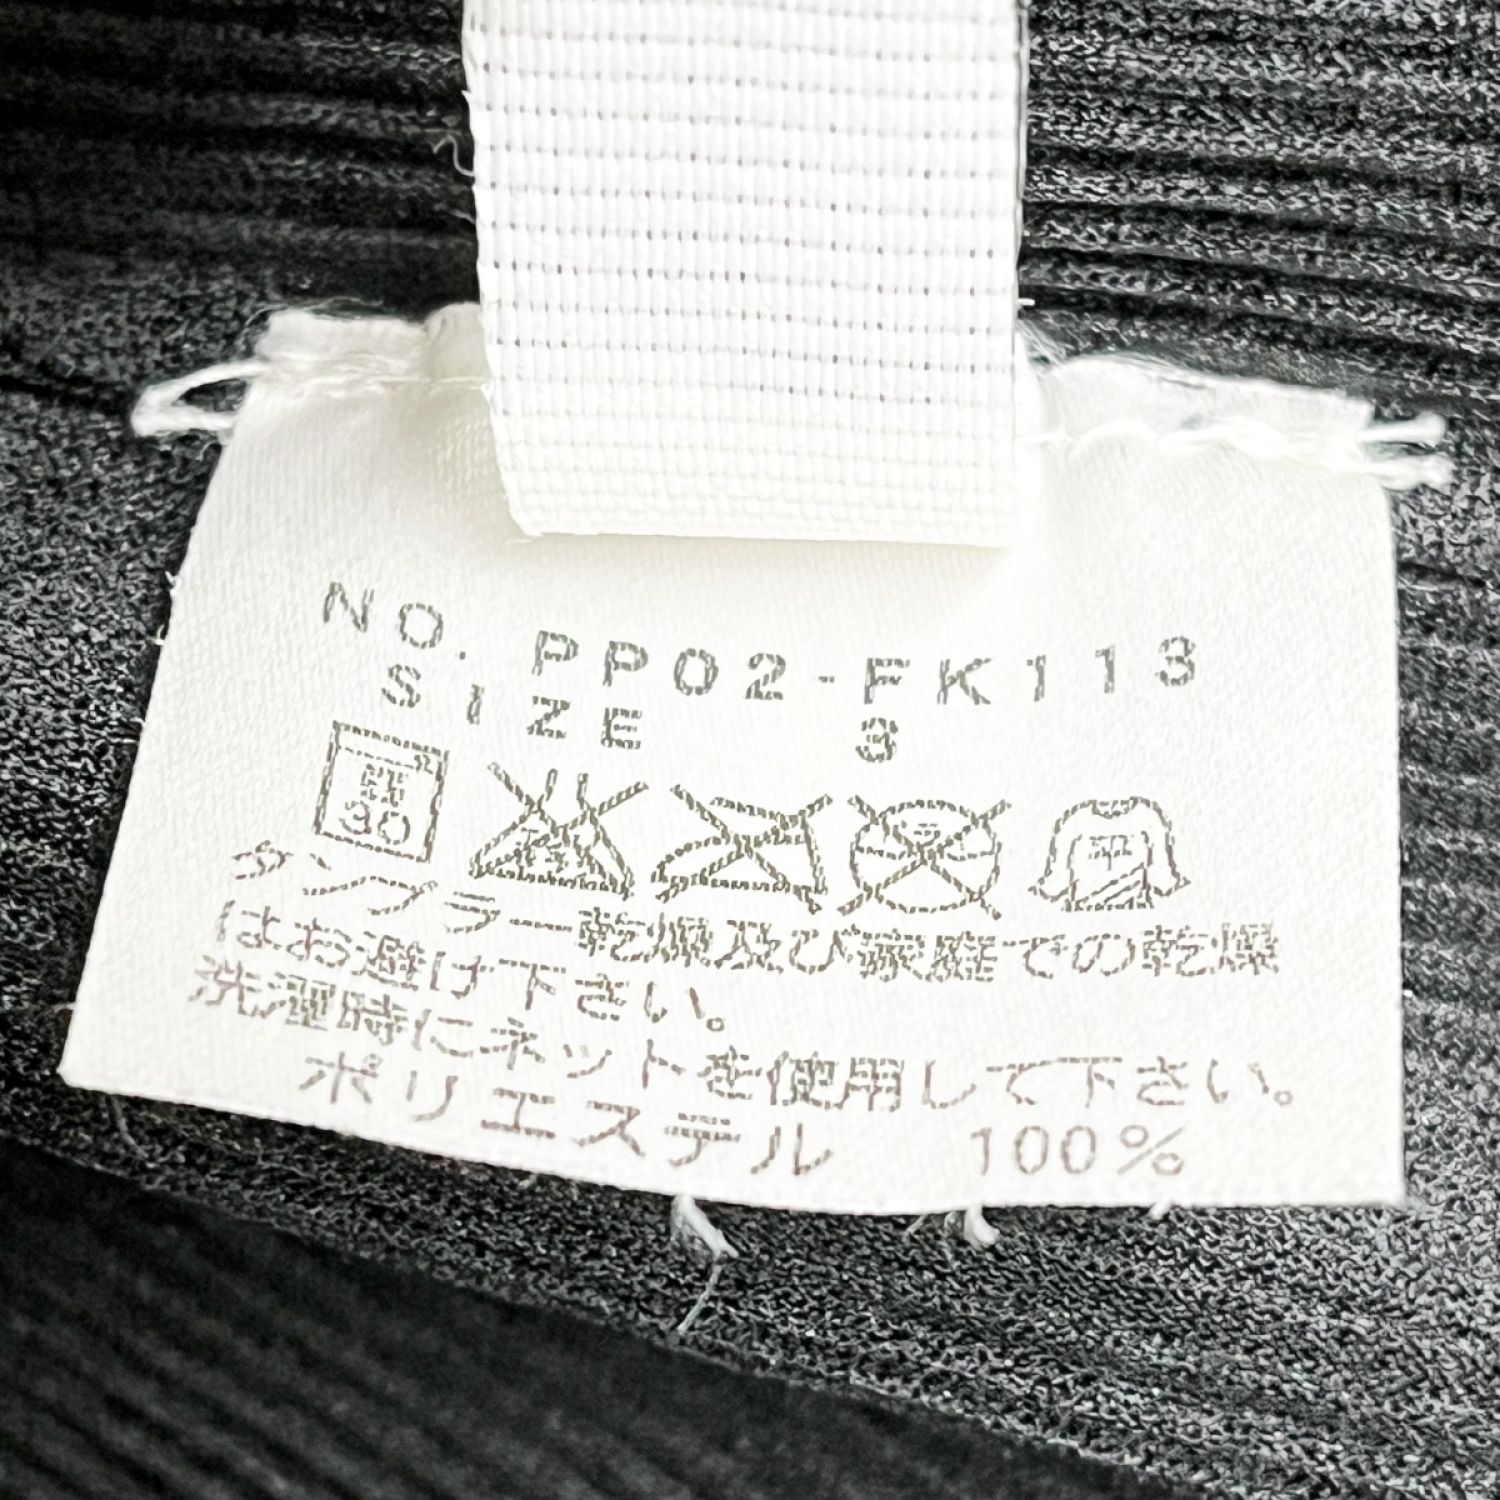 NO. PP02-FK113
SIZE 3
30
タンブラー乾燥及び家庭での乾燥
はお避け下さい。
洗濯時にネットを使用して下さい。
ポリエステル 100%